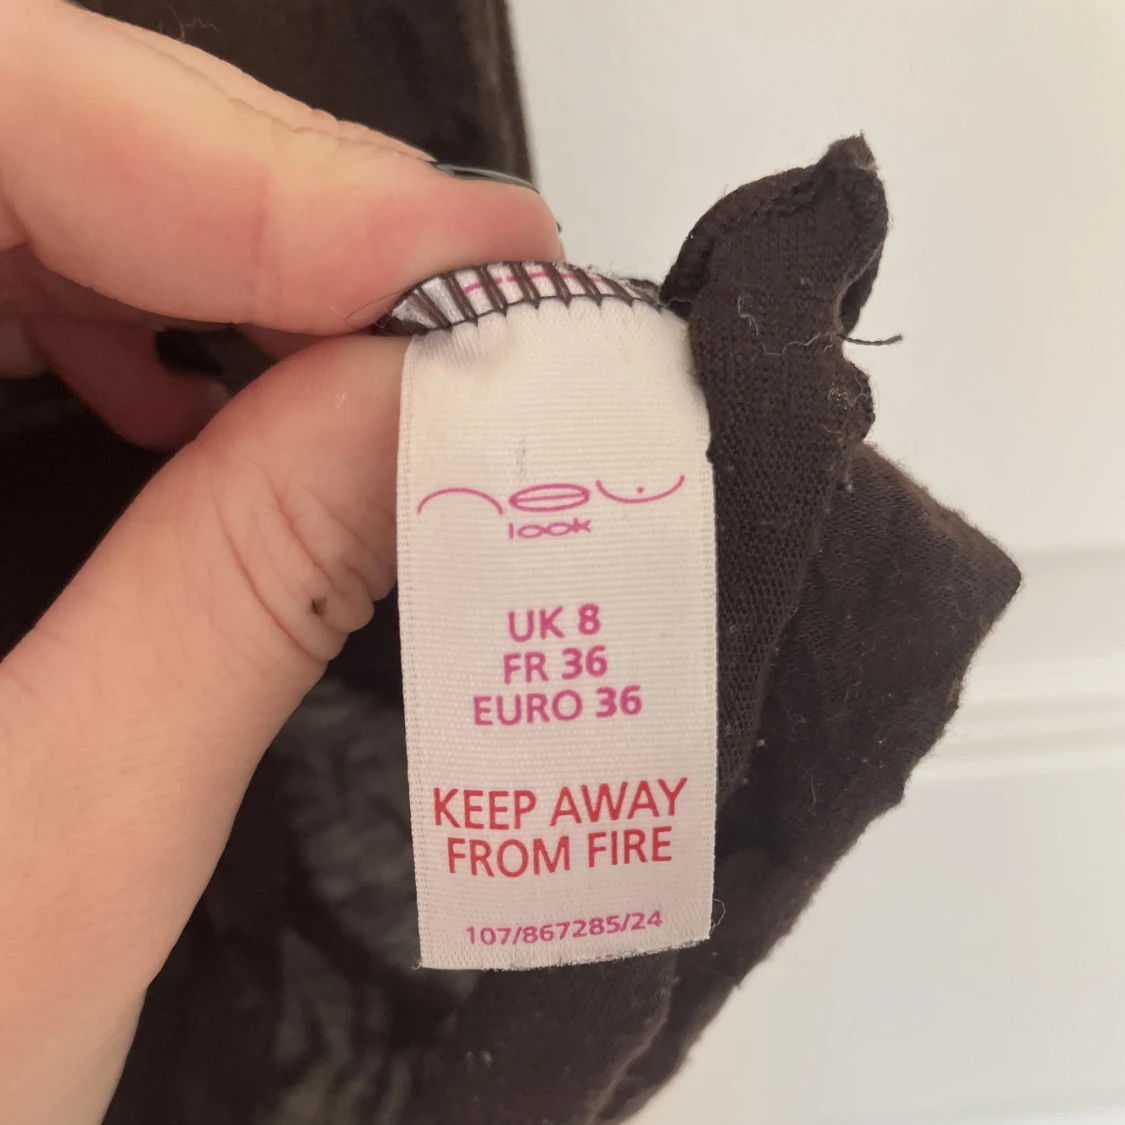 new
look
UK 8
FR 36
EURO 36
KEEP AWAY
FROM FIRE
107/867285/24